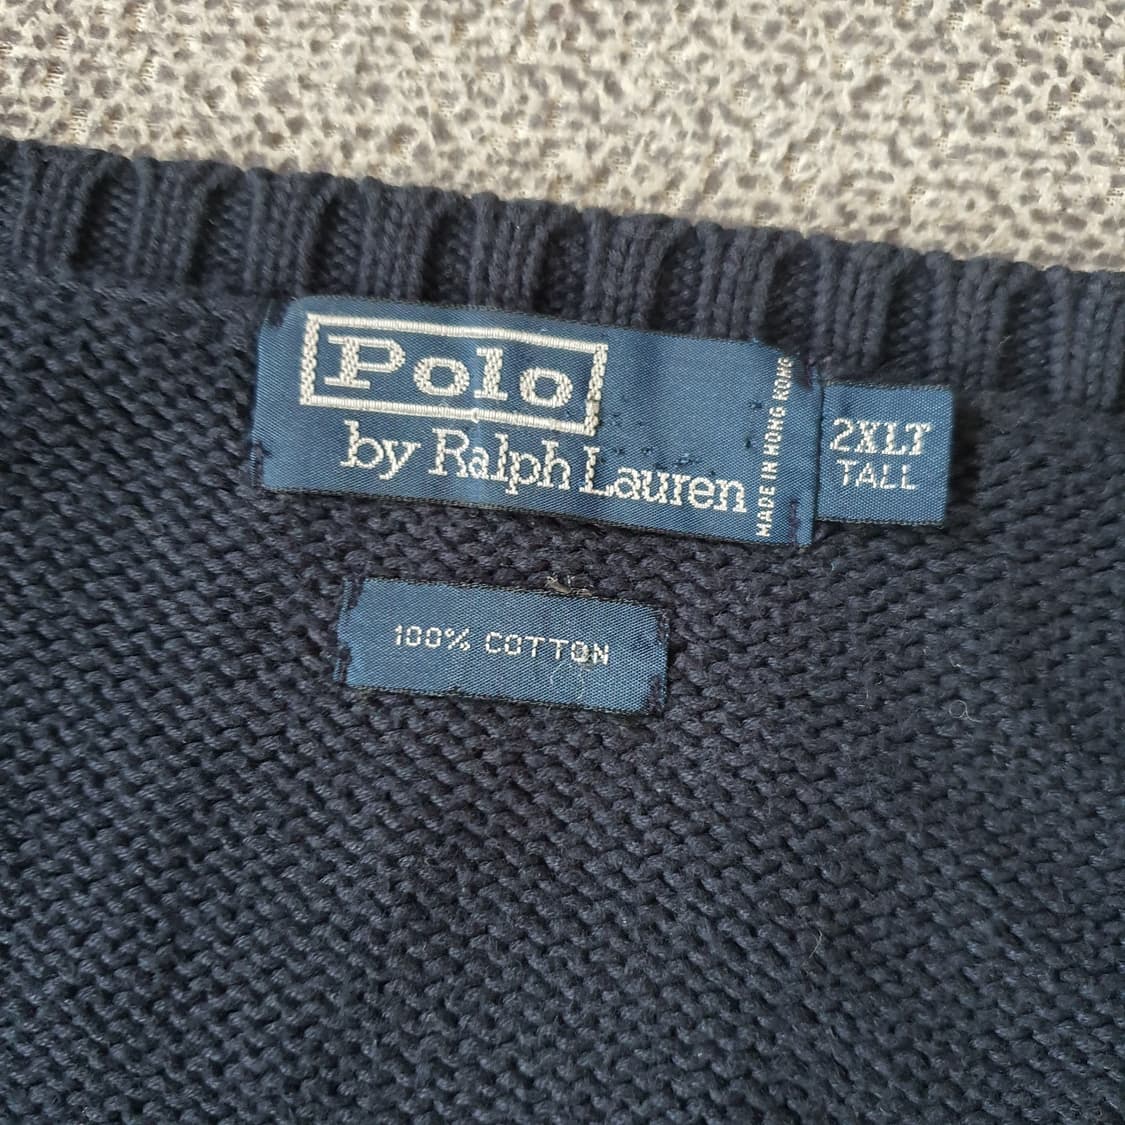 Polo
by Ralph Lauren
MADE IN HONG KONG
2XLT
TALL
100% COTTON